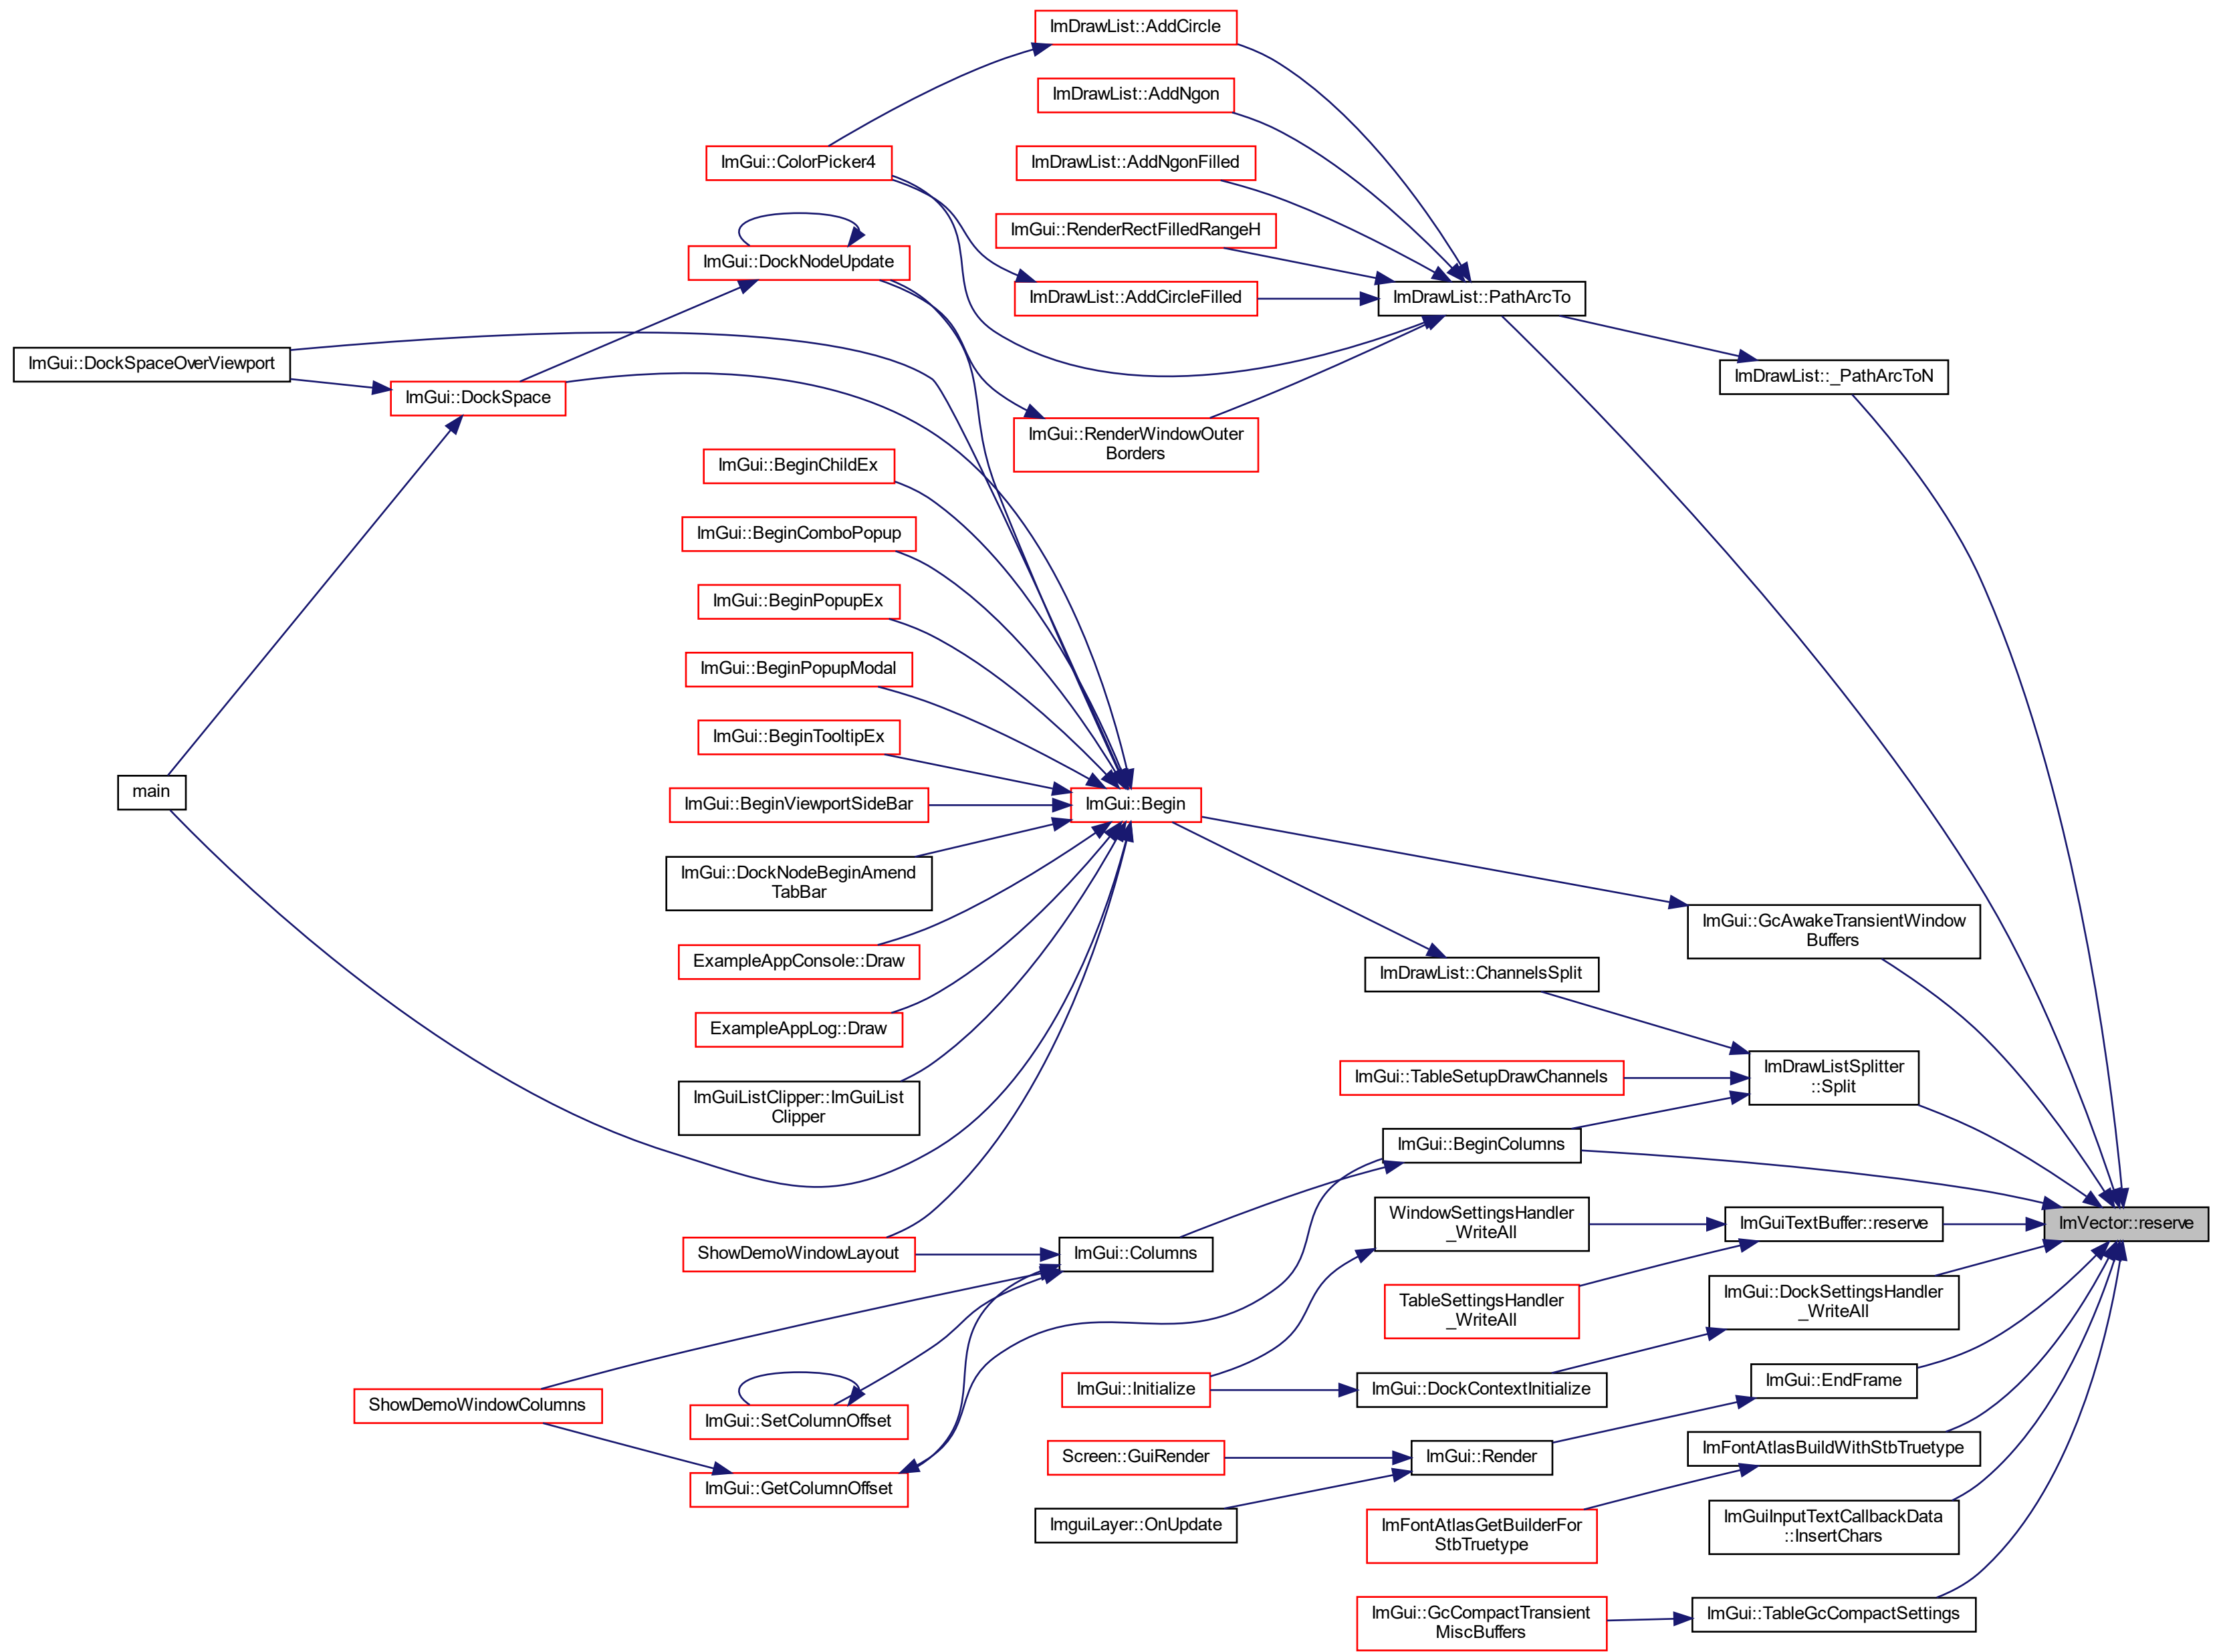 ImDrawList::AddCircle
ImDrawList::AddNgon
ImGui::ColorPicker4
ImDrawList::AddNgonFilled
ImGui::RenderRectFilledRangeH
ImGui::DockNodeUpdate
ImDrawList::AddCircleFilled
ImDrawList::PathArcTo
ImGui::DockSpaceOverViewport
ImDrawList::_PathArcToN
ImGui::DockSpace
ImGui::RenderWindowOuter
Borders
ImGui::BeginChildEx
ImGui::BeginComboPopup
ImGui::BeginPopupEx
ImGui::BeginPopupModal
ImGui::BeginTooltipEx
main
ImGui::BeginViewportSideBar
ImGui::Begin
ImGui::DockNodeBeginAmend
TabBar
ImGui::GcAwakeTransientWindow
Buffers
ExampleAppConsole::Draw
ImDrawList::ChannelsSplit
ExampleAppLog::Draw
ImGui::TableSetupDrawChannels
ImDrawListSplitter
::Split
ImGuiListClipper::ImGuiList
Clipper
ImGui::BeginColumns
WindowSettingsHandler
_WriteAll
ImGuiTextBuffer::reserve
ImVector::reserve
ShowDemoWindowLayout
ImGui::Columns
TableSettingsHandler
_WriteAll
ImGui::DockSettingsHandler
_WriteAll
ImGui::Initialize
ImGui::DockContextInitialize
ImGui::EndFrame
ShowDemoWindowColumns
ImGui::SetColumnOffset
Screen::GuiRender
ImGui::Render
ImFontAtlasBuildWithStbTruetype
ImGui::GetColumnOffset
ImguiLayer::OnUpdate
ImFontAtlasGetBuilderFor
StbTruetype
ImGuiInputTextCallbackData
::InsertChars
ImGui::GcCompactTransient
MiscBuffers
ImGui::TableGcCompactSettings